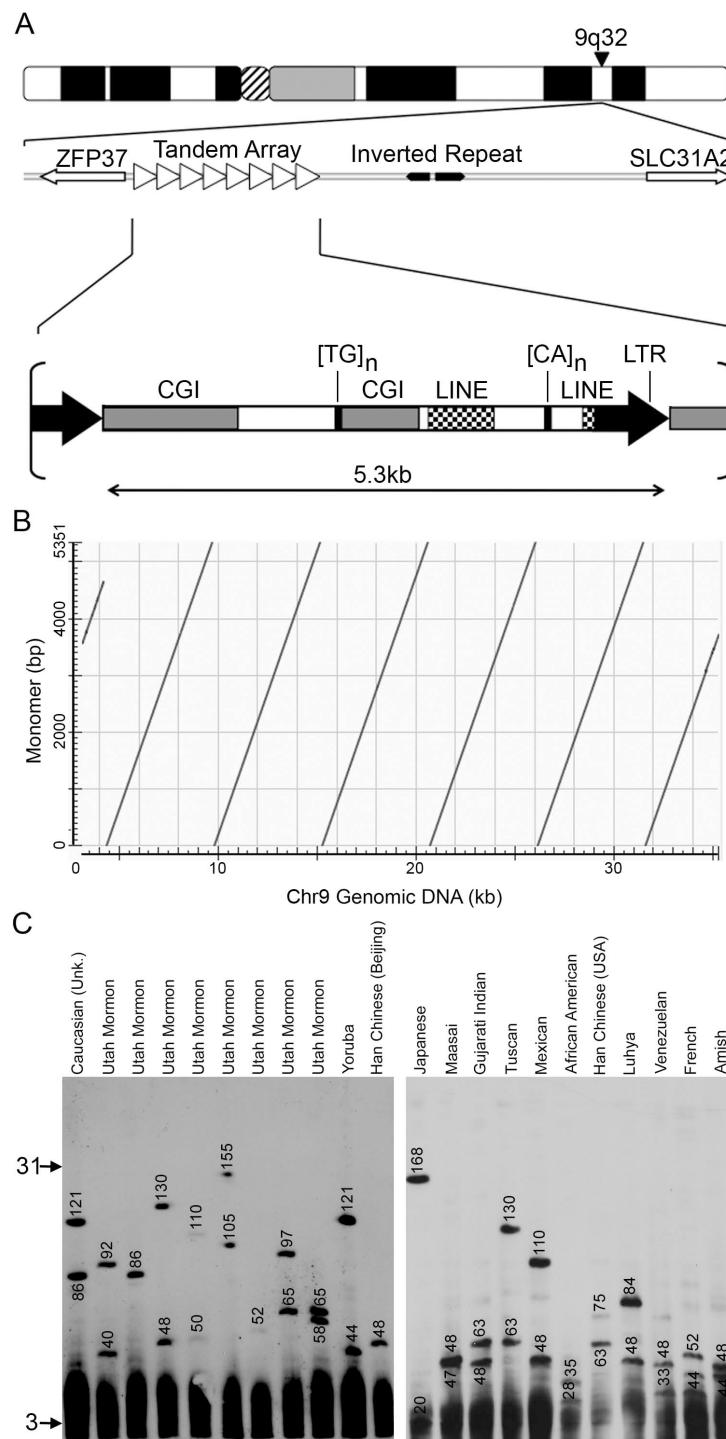 A
9q32
ZFP37
Tandem Array
Inverted Repeat
SLC31A2
[TG]n
[CA]n
LTR
CGI
CGI
LINE
LINE
5.3kb
B
5351
4000
2000
0
Monomer (bp)
0
10
20
30
Chr9 Genomic DNA (kb)
C
Caucasian (Unk.)
Utah Mormon
Utah Mormon
Utah Mormon
Utah Mormon
Utah Mormon
Utah Mormon
Utah Mormon
Utah Mormon
Yoruba
Han Chinese (Beijing)
Japanese
Maasai
Gujarati Indian
Tuscan
Mexican
African American
Han Chinese (USA)
Luhya
Venezuelan
French
Amish
31
3
121
86
92
40
86
130
48
110
50
155
105
52
97
65
65
58
121
44
48
168
20
48
47
63
48
130
63
110
48
35
28
75
63
84
48
48
33
52
44
48
44